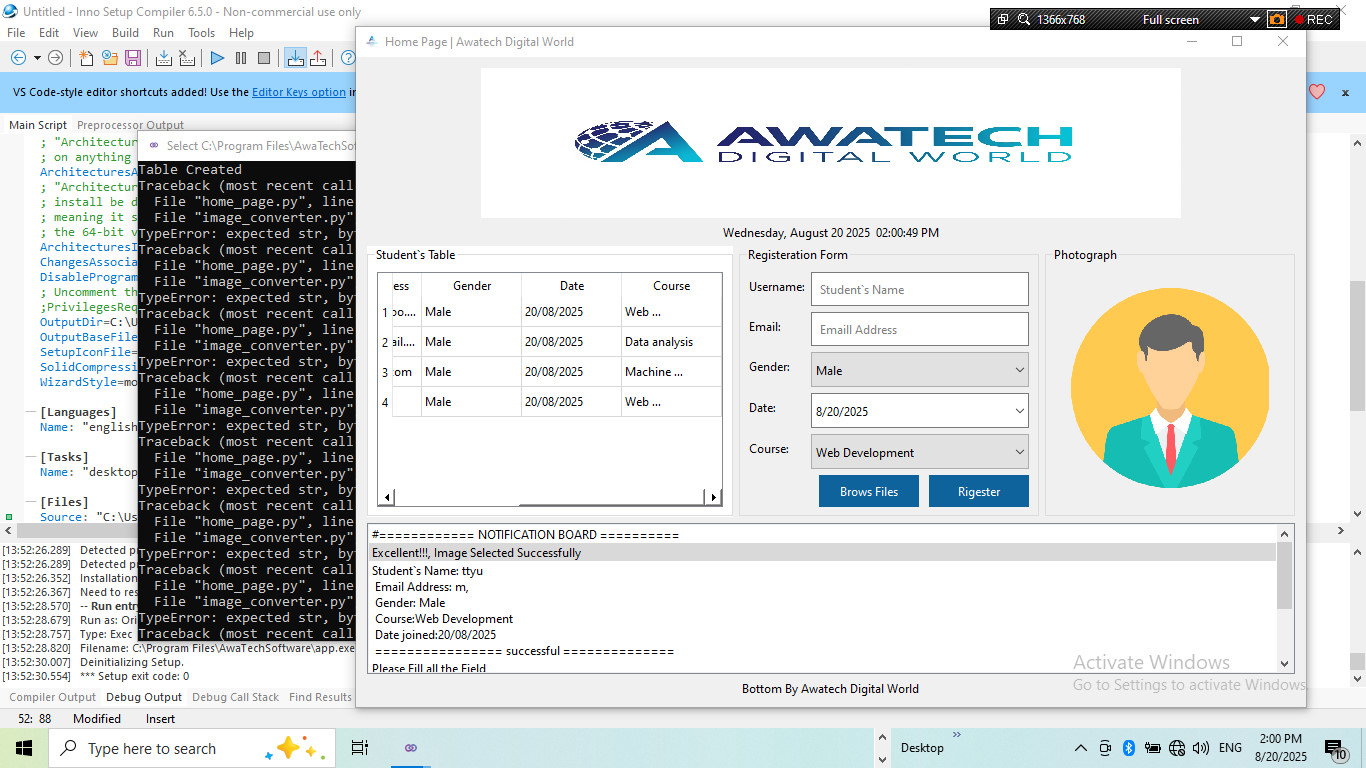 Untitled - Inno Setup Compiler 6.5.0 - Non-commercial use only
1366x768 Full screen REC
File Edit View Build Run Tools Help
VS Code-style editor shortcuts added! Use the Editor Keys option in
x
Main Script Preprocessor Output
; "Architectur
; on anything
ArchitecturesA
; "Architectur
; install be d
; meaning it s
; the 64-bit v
ArchitecturesI
ChangesAssocia
DisableProgram
; Uncomment th
;PrivilegesReq
OutputDir=C:\U
OutputBaseFile
SetupIconFile=
SolidCompressi
WizardStyle=mo
[Languages]
Name: "english
[Tasks]
Name: "desktop
[Files]
Source: "C:\Us
Select C:\Program Files\AwaTechSof
Table Created
Traceback (most recent call
File "home_page.py", line
File "image_converter.py"
TypeError: expected str, by
Traceback (most recent call
File "home_page.py", line
File "image_converter.py"
TypeError: expected str, by
Traceback (most recent call
File "home_page.py", line
File "image_converter.py"
TypeError: expected str, by
Traceback (most recent call
File "home_page.py", line
File "image_converter.py"
TypeError: expected str, by
Traceback (most recent call
File "home_page.py", line
File "image_converter.py"
TypeError: expected str, by
Traceback (most recent call
File "home_page.py", line
File "image_converter.py"
TypeError: expected str, by
Traceback (most recent call
File "home_page.py", line
File "image_converter.py"
TypeError: expected str, by
Traceback (most recent call
Home Page | Awatech Digital World
AWATECH
DIGITAL WORLD
Wednesday, August 20 2025 02:00:49 PM
Student`s Table
ess Gender Date Course
1 oo.... Male 20/08/2025 Web ...
2 ail.... Male 20/08/2025 Data analysis
3 om Male 20/08/2025 Machine ...
4 Male 20/08/2025 Web ...
Registeration Form
Username: Student`s Name
Email: Emaill Address
Gender: Male
Date: 8/20/2025
Course: Web Development
Brows Files Rigester
Photograph
#============ NOTIFICATION BOARD ==========
Excellent!!!, Image Selected Successfully
Student`s Name: ttyu
Email Address: m,
Gender: Male
Course:Web Development
Date joined:20/08/2025
================ successful ==============
Please Fill all the Field
Bottom By Awatech Digital World
Activate Windows
Go to Settings to activate Windows.
[13:52:26.289] Detected p
[13:52:26.289] Detected p
[13:52:26.352] Installation
[13:52:26.367] Need to res
[13:52:28.570] -- Run entry
[13:52:28.679] Run as: Ori
[13:52:28.757] Type: Exec
[13:52:28.820] Filename: C:\Program Files\AwaTechSoftware\app.exe
[13:52:30.007] Deinitializing Setup.
[13:52:30.554] *** Setup exit code: 0
Compiler Output Debug Output Debug Call Stack Find Results
52: 88 Modified Insert
Type here to search
Desktop
ENG
2:00 PM
8/20/2025
10